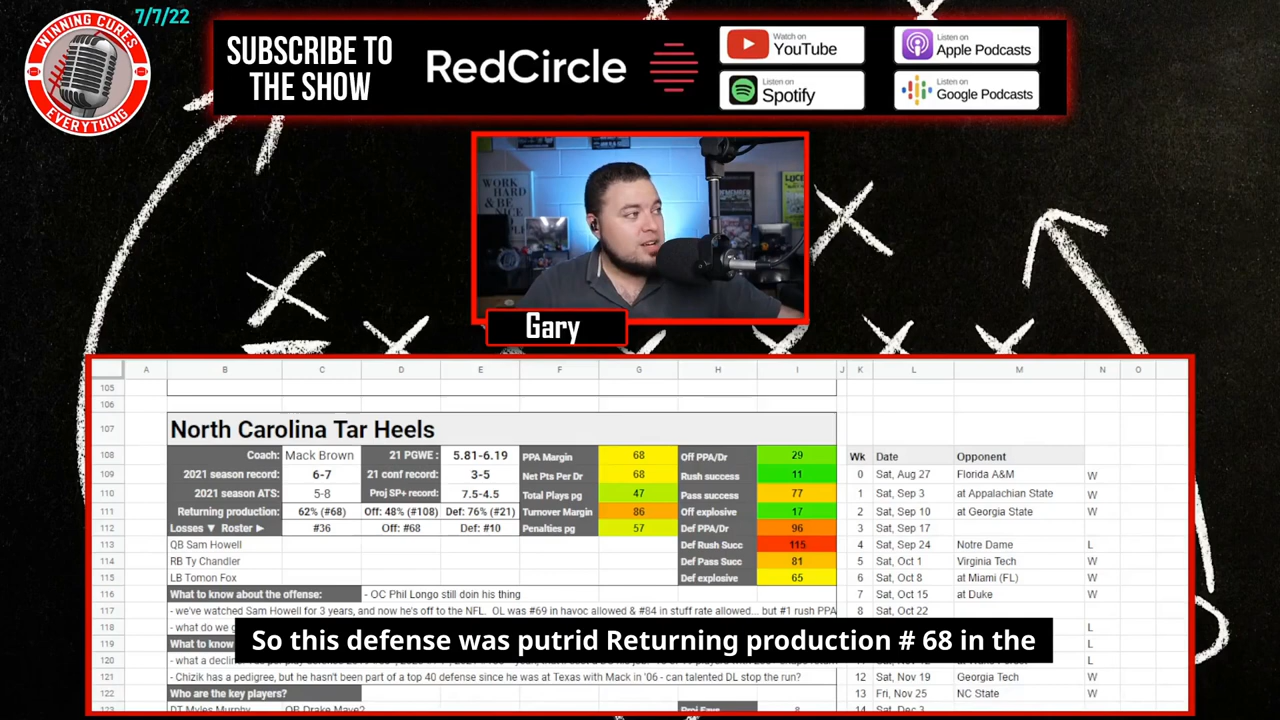 7/7/22
WINNING CURES
EVERYTHING
SUBSCRIBE TO
THE SHOW
RedCircle
Watch on
YouTube
Listen on
Spotify
Listen on
Apple Podcasts
Listen on
Google Podcasts
WORK
HARD
& BE
NICE
Gary
A B C D E F G H I J K L M N O
105
106
107 North Carolina Tar Heels
108 Coach: Mack Brown 21 PGWE : 5.81-6.19 PPA Margin 68 Off PPA/Dr 29 Wk Date Opponent
109 2021 season record: 6-7 21 conf record: 3-5 Net Pts Per Dr 68 Rush success 11 0 Sat, Aug 27 Florida A&M W
110 2021 season ATS: 5-8 Proj SP+ record: 7.5-4.5 Total Plays pg 47 Pass success 77 1 Sat, Sep 3 at Appalachian State W
111 Returning production: 62% (#68) Off: 48% (#108) Def: 76% (#21) Turnover Margin 86 Off explosive 17 2 Sat, Sep 10 at Georgia State W
112 Losses ▼ Roster ► #36 Off: #68 Def: #10 Penalties pg 57 Def PPA/Dr 96 3 Sat, Sep 17
113 QB Sam Howell Def Rush Succ 115 4 Sat, Sep 24 Notre Dame L
114 RB Ty Chandler Def Pass Succ 81 5 Sat, Oct 1 Virginia Tech W
115 LB Tomon Fox Def explosive 65 6 Sat, Oct 8 at Miami (FL) W
116 What to know about the offense: - OC Phil Longo still doin his thing 7 Sat, Oct 15 at Duke W
117 - we've watched Sam Howell for 3 years, and now he's off to the NFL. OL was #69 in havoc allowed & #84 in stuff rate allowed... but #1 rush PPA 8 Sat, Oct 22
118 - what do we L
119 What to know L
120 - what a declin L
121 - Chizik has a pedigree, but he hasn't been part of a top 40 defense since he was at Texas with Mack in '06 - can talented DL stop the run? 12 Sat, Nov 19 Georgia Tech W
122 Who are the key players? 13 Fri, Nov 25 NC State W
123 DT Myles Murphy QB Drake Maye? Proj Favs 8 14 Sat, Dec 3
So this defense was putrid Returning production # 68 in the